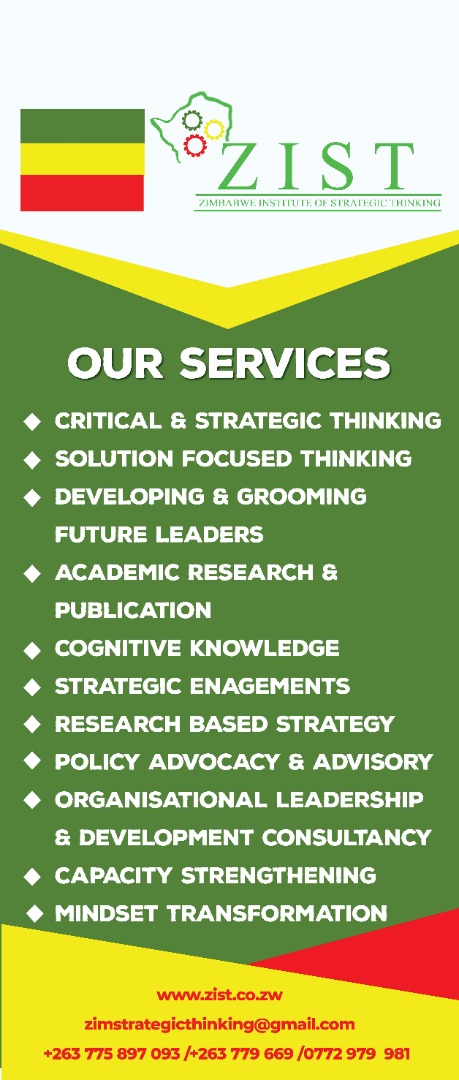 ZIST
ZIMBABWE INSTITUTE OF STRATEGIC THINKING
OUR SERVICES
CRITICAL & STRATEGIC THINKING
SOLUTION FOCUSED THINKING
DEVELOPING & GROOMING
FUTURE LEADERS
ACADEMIC RESEARCH &
PUBLICATION
COGNITIVE KNOWLEDGE
STRATEGIC ENAGEMENTS
RESEARCH BASED STRATEGY
POLICY ADVOCACY & ADVISORY
ORGANISATIONAL LEADERSHIP
& DEVELOPMENT CONSULTANCY
CAPACITY STRENGTHENING
MINDSET TRANSFORMATION
www.zist.co.zw
zimstrategicthinking@gmail.com
+263 775 897 093 /+263 779 669 /0772 979 981